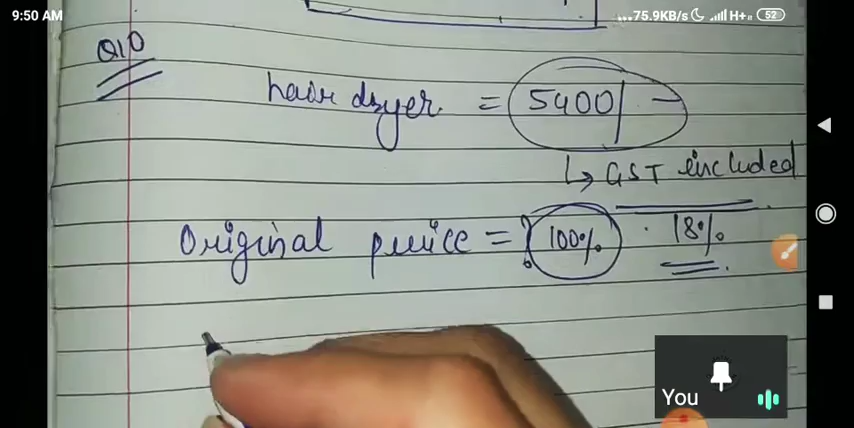 9:50 AM
...75.9KB/s H+ 52
Q10
hair dryer = 5400/-
↳ GST included
Original price = ? 100% · 18%
You